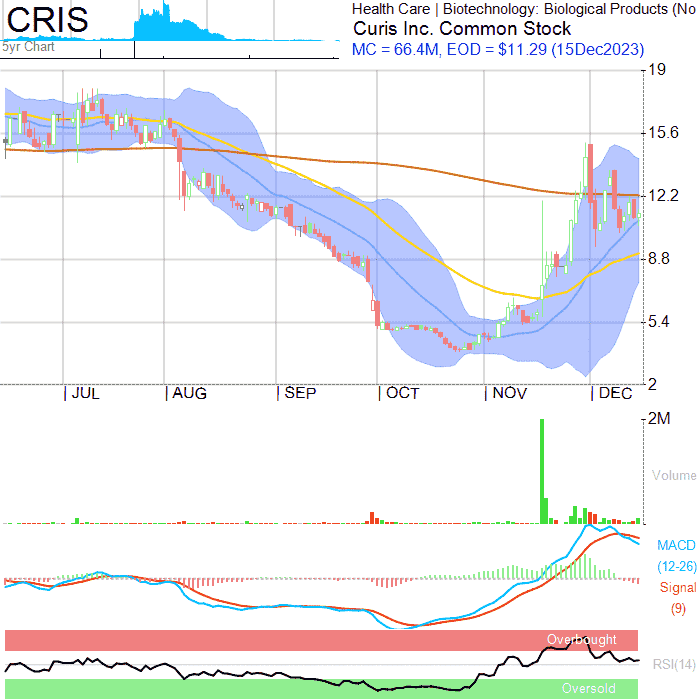 CRIS
Health Care | Biotechnology: Biological Products (No
Curis Inc. Common Stock
MC = 66.4M, EOD = $11.29 (15Dec2023)
5yr Chart
19
15.6
12.2
8.8
5.4
2
JUL AUG SEP OCT NOV DEC
2M
Volume
MACD
(12-26)
Signal
(9)
Overbought
RSI(14)
Oversold